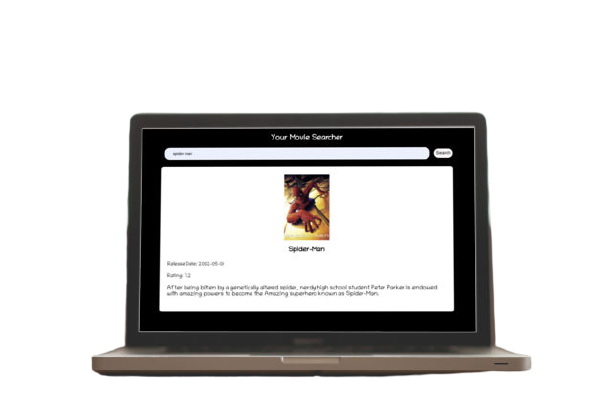 Your Movie Searcher
spider man
Search
Spider-Man
Release Date: 2002-05-01
Rating: 7.2
After being bitten by a genetically altered spider, nerdy high school student Peter Parker is endowed
with amazing powers to become the Amazing superhero known as Spider-Man.